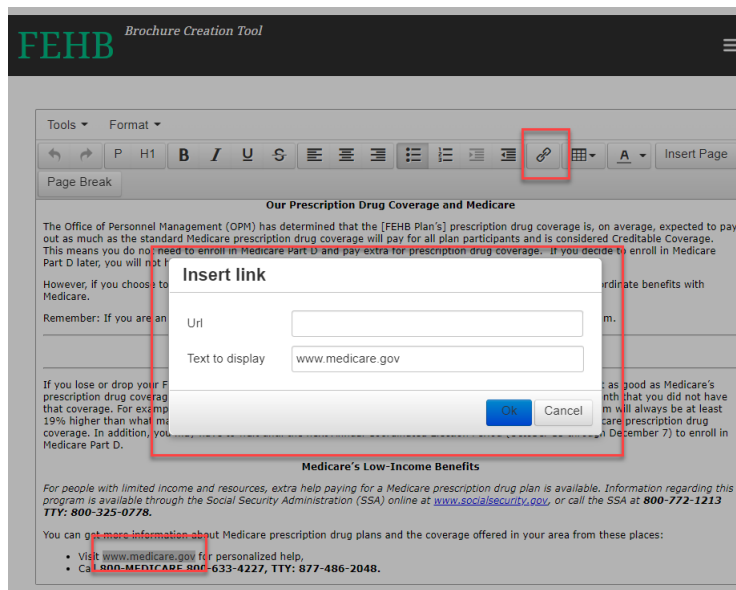 FEHB Brochure Creation Tool
Tools Format
P H1 B I U S A Insert Page
Page Break
Our Prescription Drug Coverage and Medicare
The Office of Personnel Management (OPM) has determined that the [FEHB Plan's] prescription drug coverage is, on average, expected to pay
out as much as the standard Medicare prescription drug coverage will pay for all plan participants and is considered Creditable Coverage.
This means you do not need to enroll in Medicare Part D and pay extra for prescription drug coverage. If you decide to enroll in Medicare
Part D later, you will not h
However, if you choose to rdinate benefits with
Medicare.
Remember: If you are an m.
Insert link
Url
Text to display www.medicare.gov
Ok Cancel
If you lose or drop your F as good as Medicare's
prescription drug coverag nth that you did not have
that coverage. For examp m will always be at least
19% higher than what ma care prescription drug
coverage. In addition, you December 7) to enroll in
Medicare Part D.
Medicare's Low-Income Benefits
For people with limited income and resources, extra help paying for a Medicare prescription drug plan is available. Information regarding this
program is available through the Social Security Administration (SSA) online at www.socialsecurity.gov, or call the SSA at 800-772-1213
TTY: 800-325-0778.
You can get more information about Medicare prescription drug plans and the coverage offered in your area from these places:
• Visit www.medicare.gov for personalized help,
• Call 800-MEDICARE 800-633-4227, TTY: 877-486-2048.